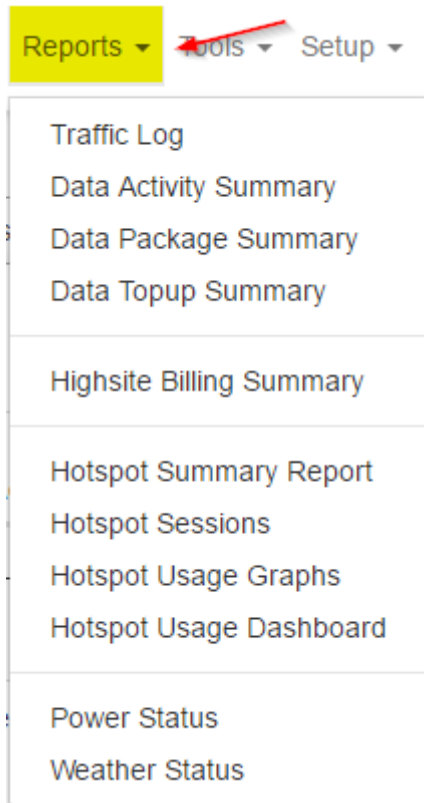 Reports Tools Setup
Traffic Log
Data Activity Summary
Data Package Summary
Data Topup Summary
Highsite Billing Summary
Hotspot Summary Report
Hotspot Sessions
Hotspot Usage Graphs
Hotspot Usage Dashboard
Power Status
Weather Status